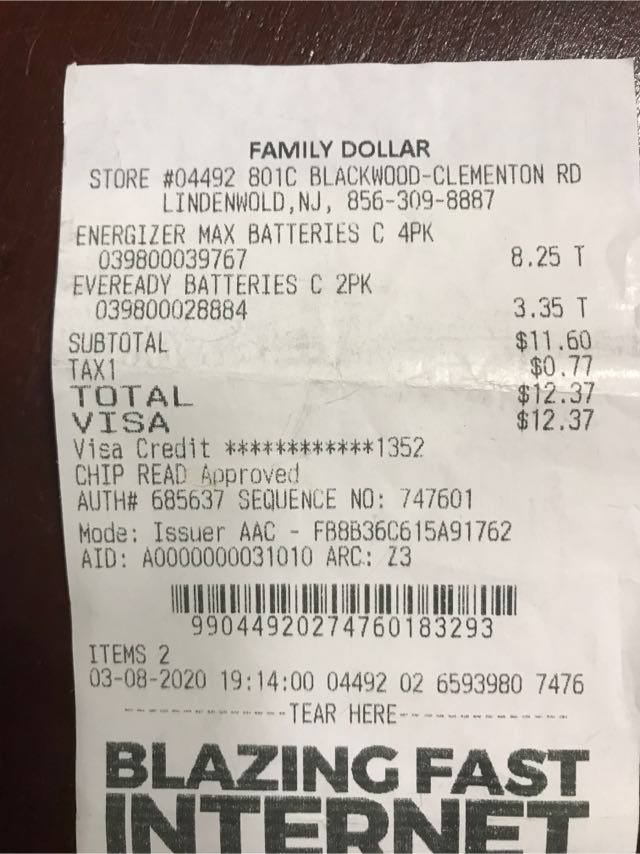 FAMILY DOLLAR
STORE #04492 801C BLACKWOOD-CLEMENTON RD
LINDENWOLD,NJ, 856-309-8887
ENERGIZER MAX BATTERIES C 4PK
039800039767 8.25 T
EVEREADY BATTERIES C 2PK
039800028884 3.35 T
SUBTOTAL $11.60
TAX1 $0.77
TOTAL $12.37
VISA $12.37
Visa Credit ************1352
CHIP READ Approved
AUTH# 685637 SEQUENCE NO: 747601
Mode: Issuer AAC - FB8B36C615A91762
AID: A0000000031010 ARC: Z3
99044920274760183293
ITEMS 2
03-08-2020 19:14:00 04492 02 6593980 7476
TEAR HERE
BLAZING FAST
INTERNET